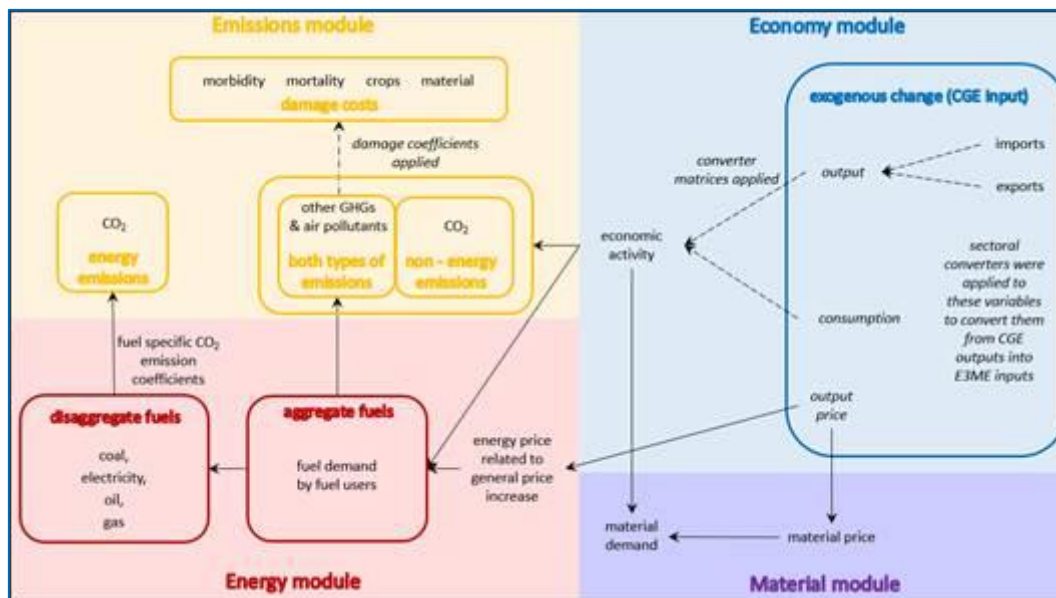 Emissions module
morbidity mortality crops material
damage costs
damage coefficients
applied
other GHGs
& air pollutants
both types of
emissions
CO₂
non - energy
emissions
CO₂
energy
emissions
Economy module
exogenous change (CGE input)
imports
exports
output
converter
matrices applied
economic
activity
consumption
sectoral
converters were
applied to
these variables
to convert them
from CGE
outputs into
E3ME inputs
output
price
fuel specific CO₂
emission
coefficients
disaggregate fuels
coal,
electricity,
oil,
gas
aggregate fuels
fuel demand
by fuel users
energy price
related to
general price
increase
Energy module
material
demand
material price
Material module